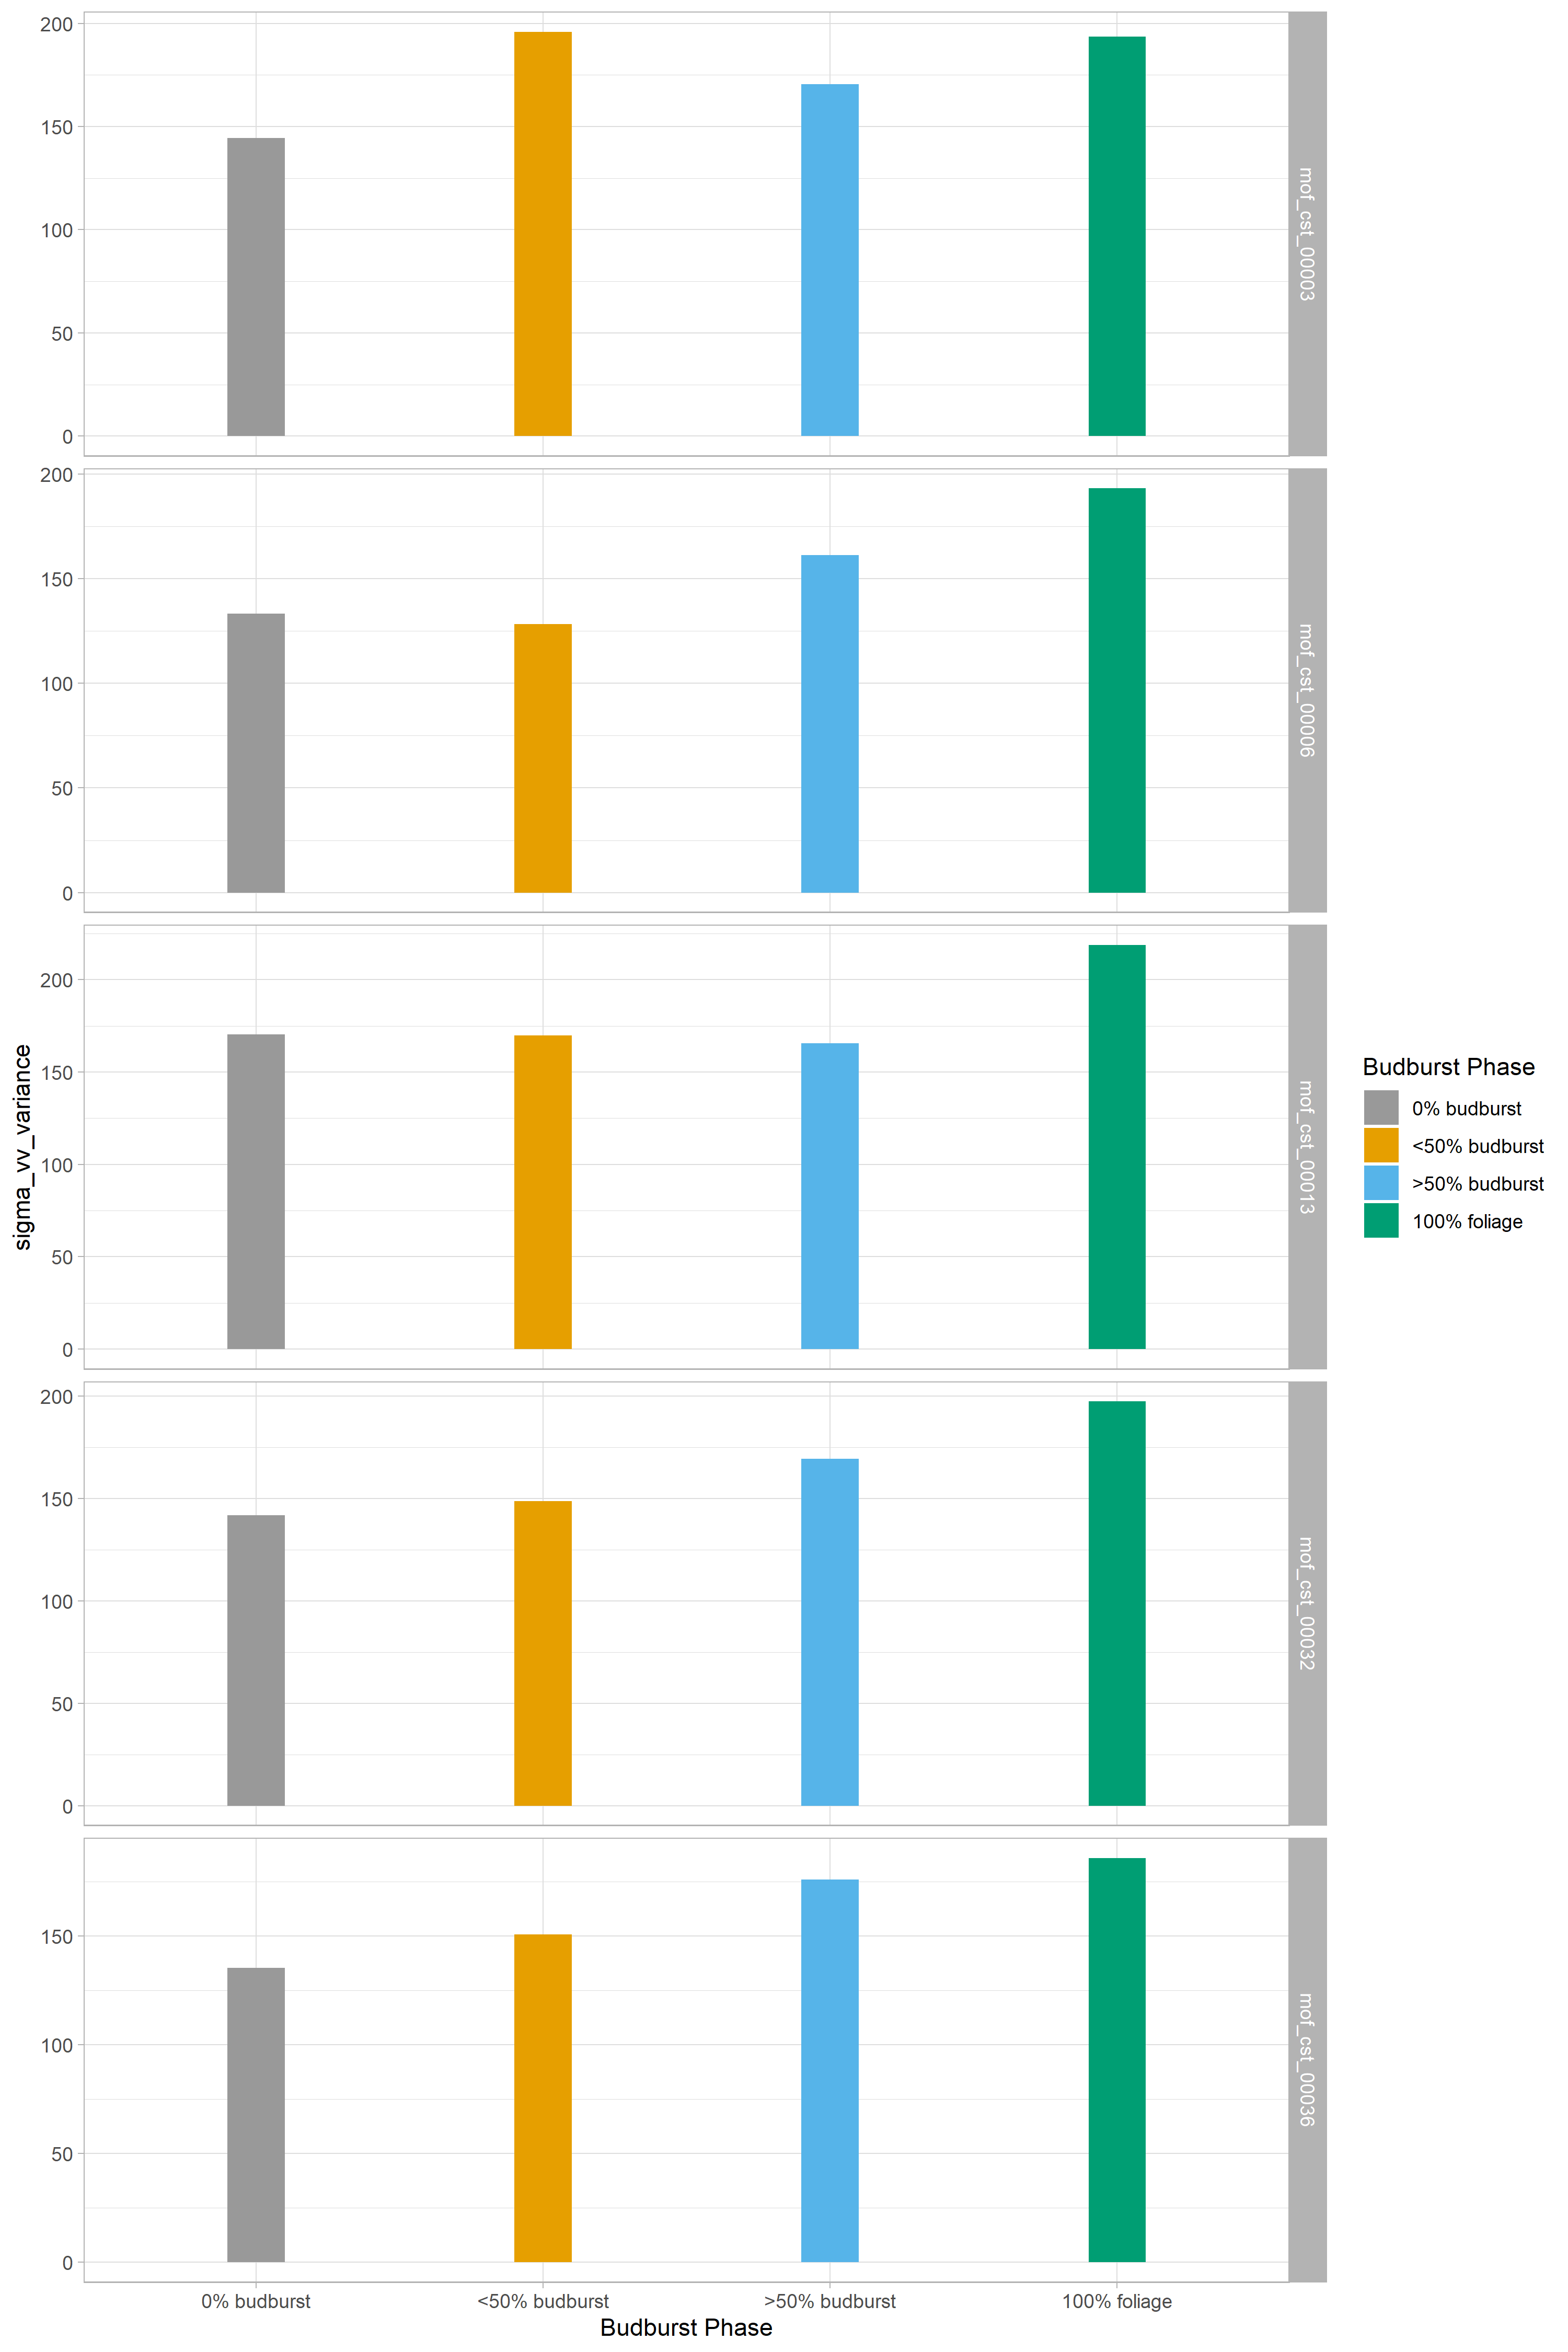 200
150
100
50
0
mof_cst_00003
200
150
100
50
0
mof_cst_00006
200
150
100
50
0
mof_cst_00013
200
150
100
50
0
mof_cst_00032
150
100
50
0
mof_cst_00036
sigma_vv_variance
0% budburst
<50% budburst
>50% budburst
100% foliage
Budburst Phase
Budburst Phase
0% budburst
<50% budburst
>50% budburst
100% foliage